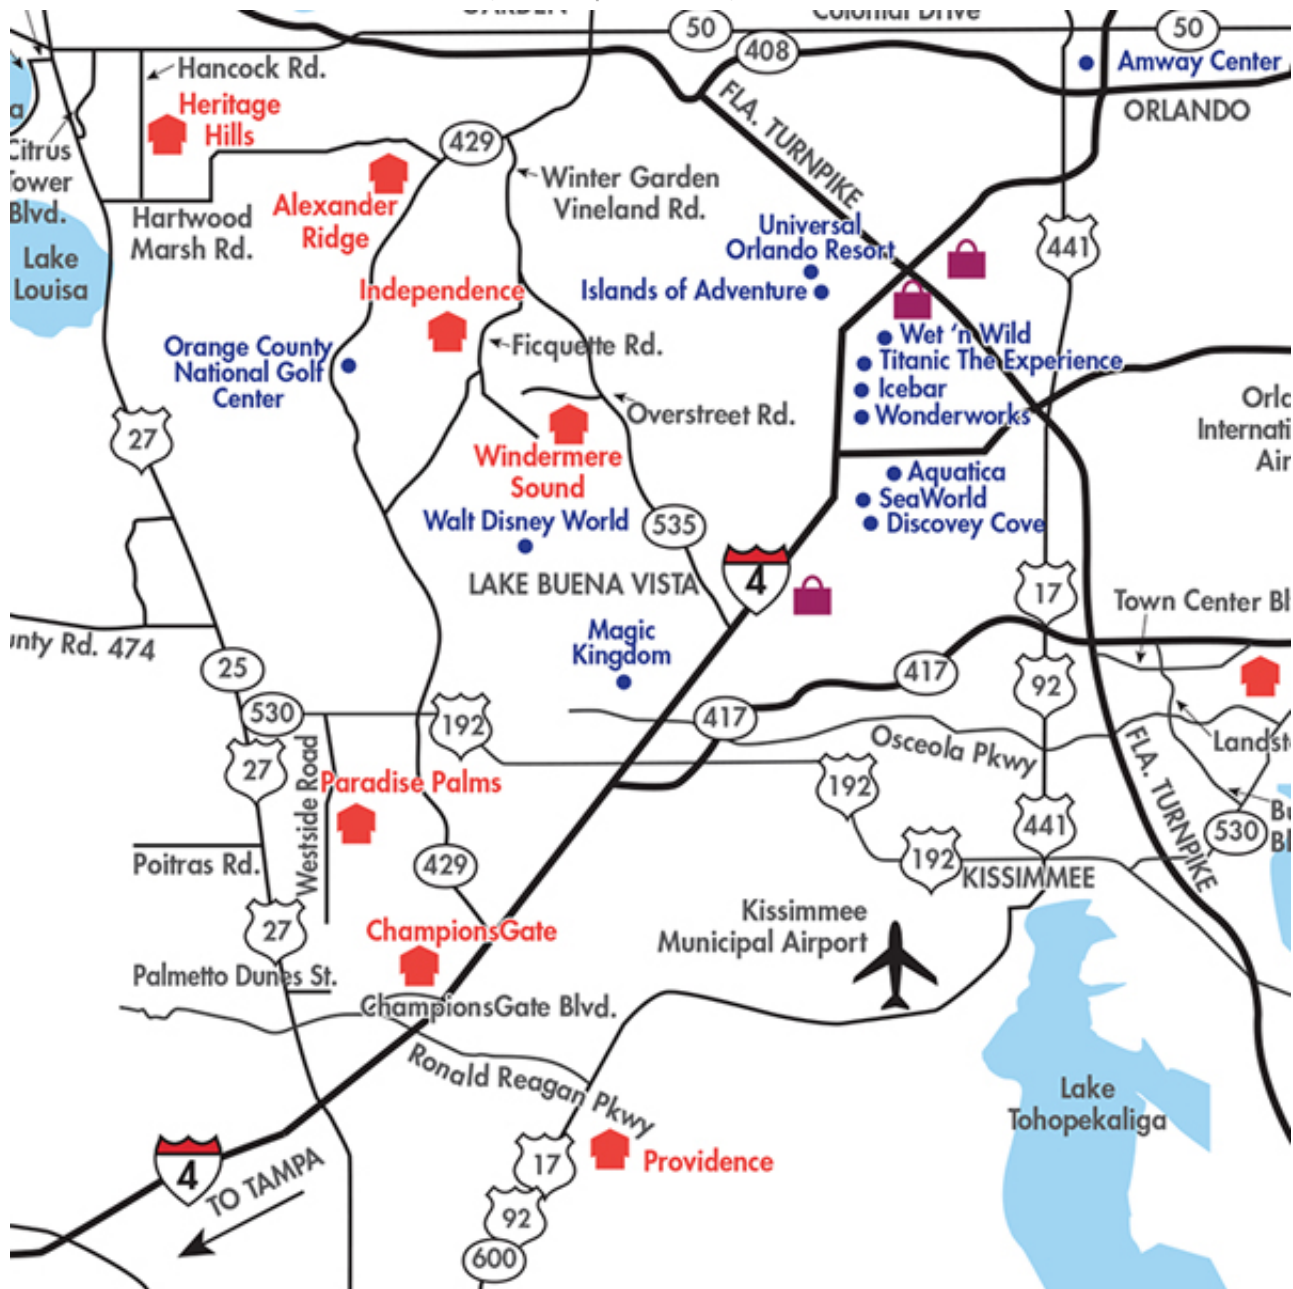 Colonial Drive
50
50
408
Amway Center
Hancock Rd.
FLA. TURNPIKE
Heritage
Hills
ORLANDO
429
Citrus
Tower
Blvd.
Winter Garden
Vineland Rd.
Alexander
Ridge
Hartwood
Marsh Rd.
Universal
Orlando Resort
441
Lake
Louisa
Independence
Islands of Adventure
Wet 'n Wild
Ficquette Rd.
Orange County
National Golf
Center
Titanic The Experience
Icebar
Wonderworks
Overstreet Rd.
27
Windermere
Sound
Aquatica
SeaWorld
Discovey Cove
Walt Disney World
535
4
LAKE BUENA VISTA
17
Town Center
Magic
Kingdom
Rd. 474
25
417
92
530
192
417
Osceola Pkwy
FLA. TURNPIKE
27
Westside Road
Paradise Palms
192
441
530
Poitras Rd.
429
192
KISSIMMEE
27
ChampionsGate
Kissimmee
Municipal Airport
Palmetto Dunes St.
ChampionsGate Blvd.
Ronald Reagan Pkwy
Lake
Tohopekaliga
4
TO TAMPA
17
Providence
92
600